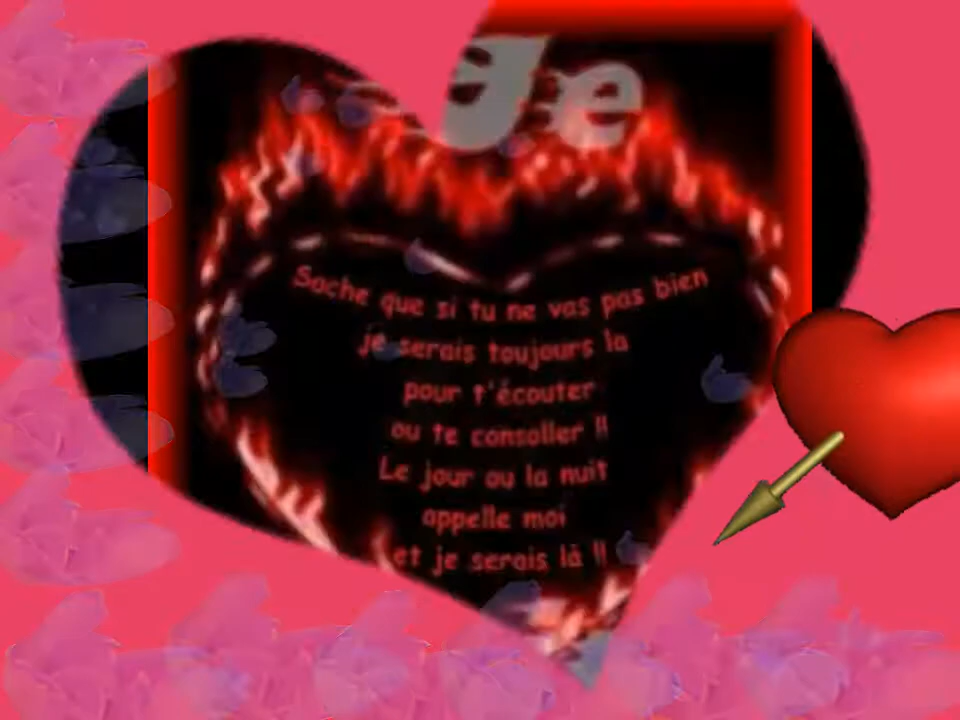 Je
Sache que si tu ne vas pas bien
je serais toujours la
pour t'écouter
ou te consoller !!
Le jour ou la nuit
appelle moi
et je serais là !!